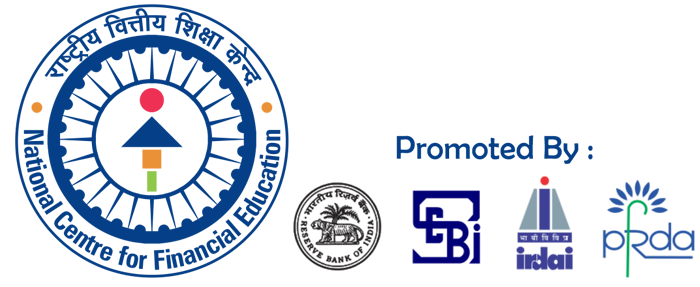 राष्ट्रीय वित्तीय शिक्षा केन्द्र
National Centre for Financial Education
Promoted By :
भारतीय रिज़र्व बैंक
RESERVE BANK OF INDIA
SEBI
भा बी वि वि प्रा
irdai
pfrda